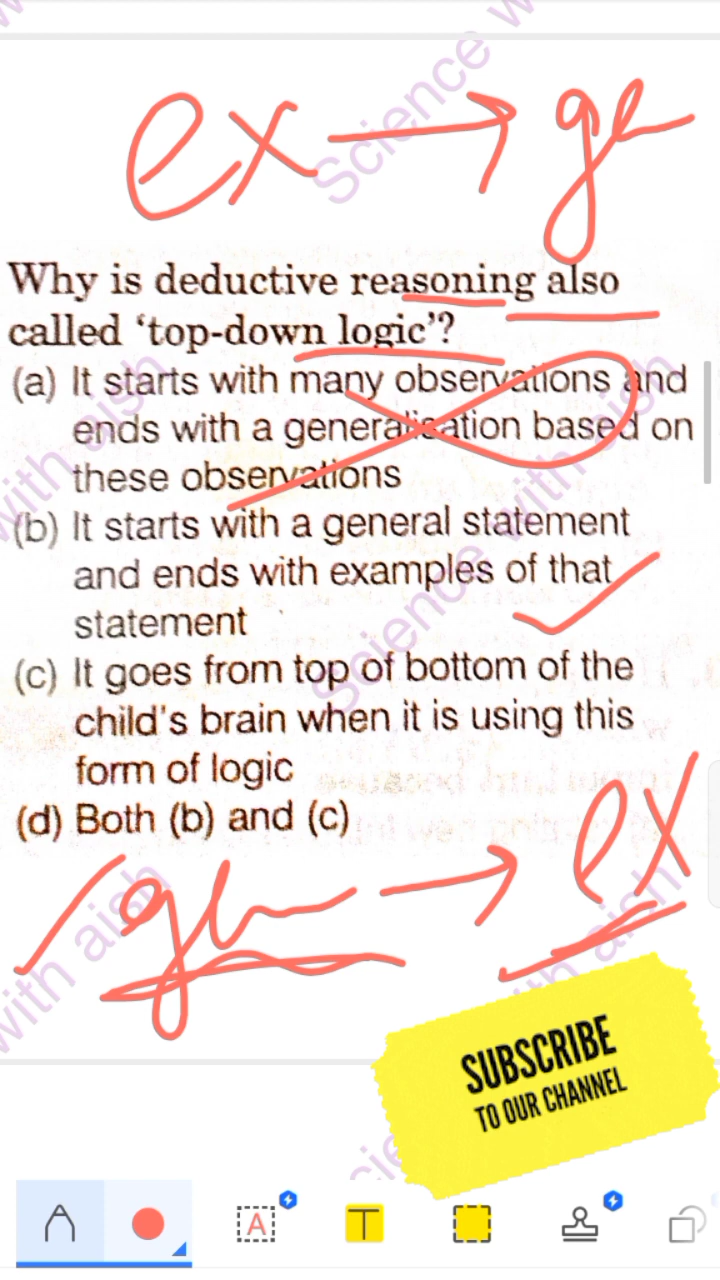 ex → ge
Why is deductive reasoning also
called ‘top-down logic’?
(a) It starts with many observations and
ends with a generalisation based on
these observations
(b) It starts with a general statement
and ends with examples of that
statement
(c) It goes from top of bottom of the
child's brain when it is using this
form of logic
(d) Both (b) and (c)
→ ex
SUBSCRIBE
TO OUR CHANNEL
Science with aish
A
T